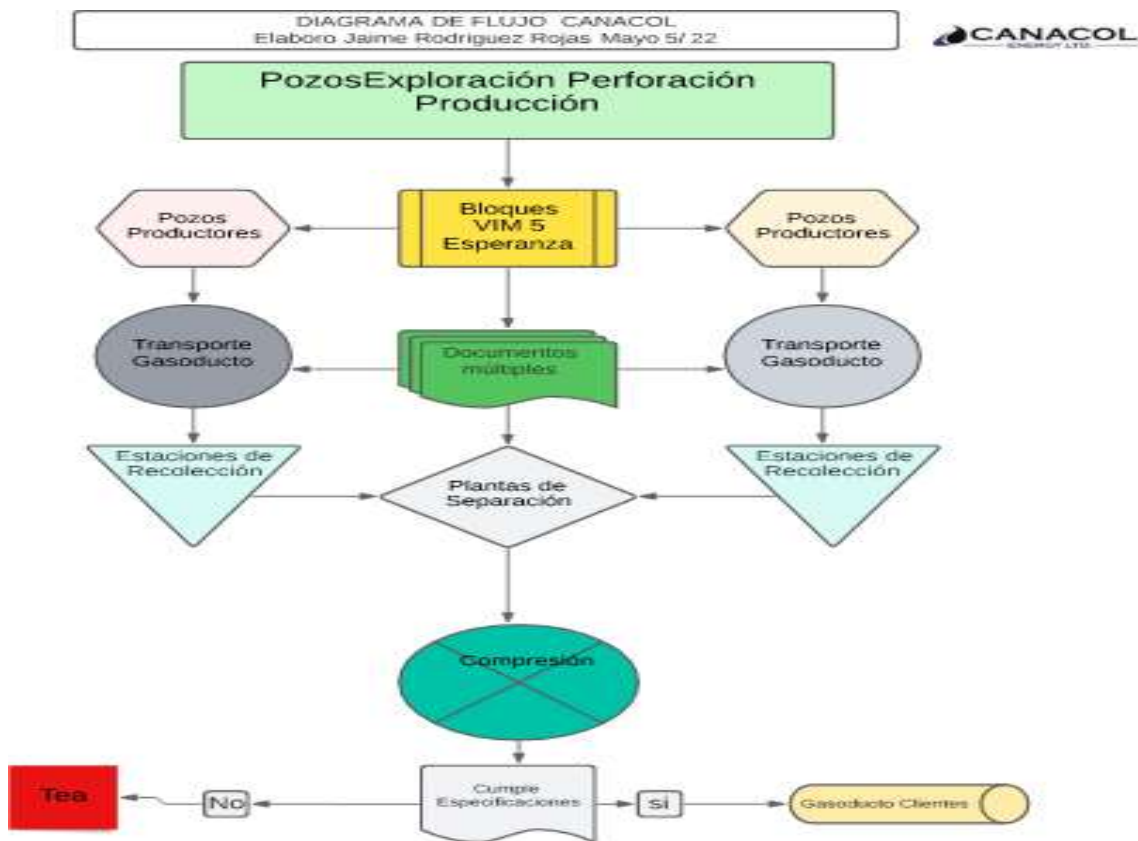 DIAGRAMA DE FLUJO CANACOL
Elaboro Jaime Rodriguez Rojas Mayo 5/ 22
CANACOL
ENERGY LTD.
PozosExploración Perforación
Producción
Pozos
Productores
Bloques
VIM 5
Esperanza
Pozos
Productores
Transporte
Gasoducto
Documentos
múltiples
Transporte
Gasoducto
Estaciones de
Recolección
Plantas de
Separación
Estaciones de
Recolección
Compresión
Tea
No
Cumple
Especificaciones
si
Gasoducto Clientes